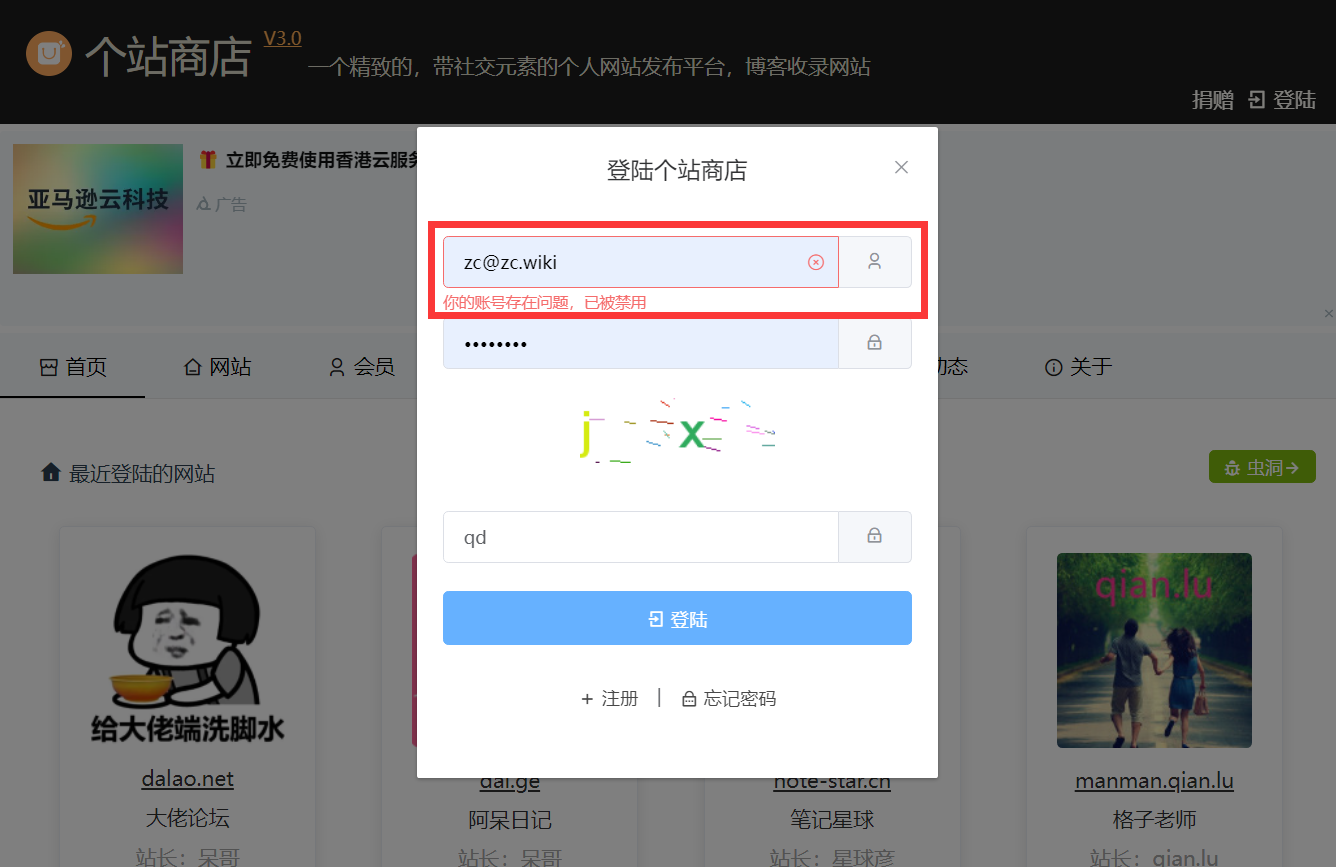 个站商店 V3.0
一个精致的，带社交元素的个人网站发布平台，博客收录网站
捐赠 登陆
亚马逊云科技
立即免费使用香港云服务
广告
登陆个站商店
zc@zc.wiki
你的账号存在问题，已被禁用
••••••••
首页 网站 会员 动态 关于
j x
最近登陆的网站
虫洞
qd
登陆
注册 | 忘记密码
给大佬端洗脚水
qian.lu
dalao.net dai.ge note-star.cn manman.qian.lu
大佬论坛 阿呆日记 笔记星球 格子老师
站长：呆哥 站长：呆哥 站长：星球彦 站长：qian.lu